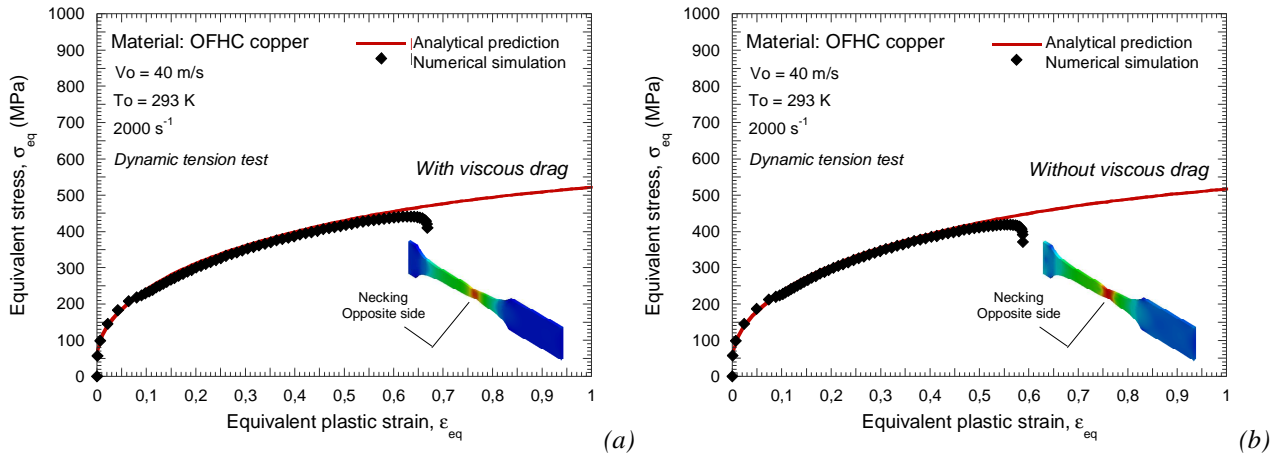 1000
900
800
700
600
500
400
300
200
100
0
Equivalent stress, σeq (MPa)
Material: OFHC copper
Vo = 40 m/s
To = 293 K
2000 s-1
Dynamic tension test
Analytical prediction
Numerical simulation
With viscous drag
Necking
Opposite side
0 0,1 0,2 0,3 0,4 0,5 0,6 0,7 0,8 0,9 1
Equivalent plastic strain, εeq
(a)
1000
900
800
700
600
500
400
300
200
100
0
Equivalent stress, σeq (MPa)
Material: OFHC copper
Vo = 40 m/s
To = 293 K
2000 s-1
Dynamic tension test
Analytical prediction
Numerical simulation
Without viscous drag
Necking
Opposite side
0 0,1 0,2 0,3 0,4 0,5 0,6 0,7 0,8 0,9 1
Equivalent plastic strain, εeq
(b)